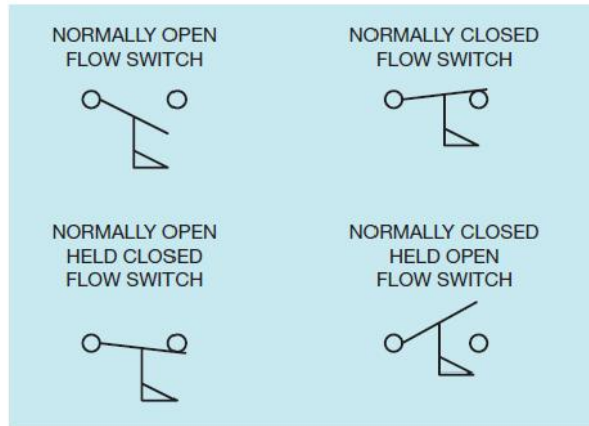 NORMALLY OPEN
FLOW SWITCH
NORMALLY CLOSED
FLOW SWITCH
NORMALLY OPEN
HELD CLOSED
FLOW SWITCH
NORMALLY CLOSED
HELD OPEN
FLOW SWITCH